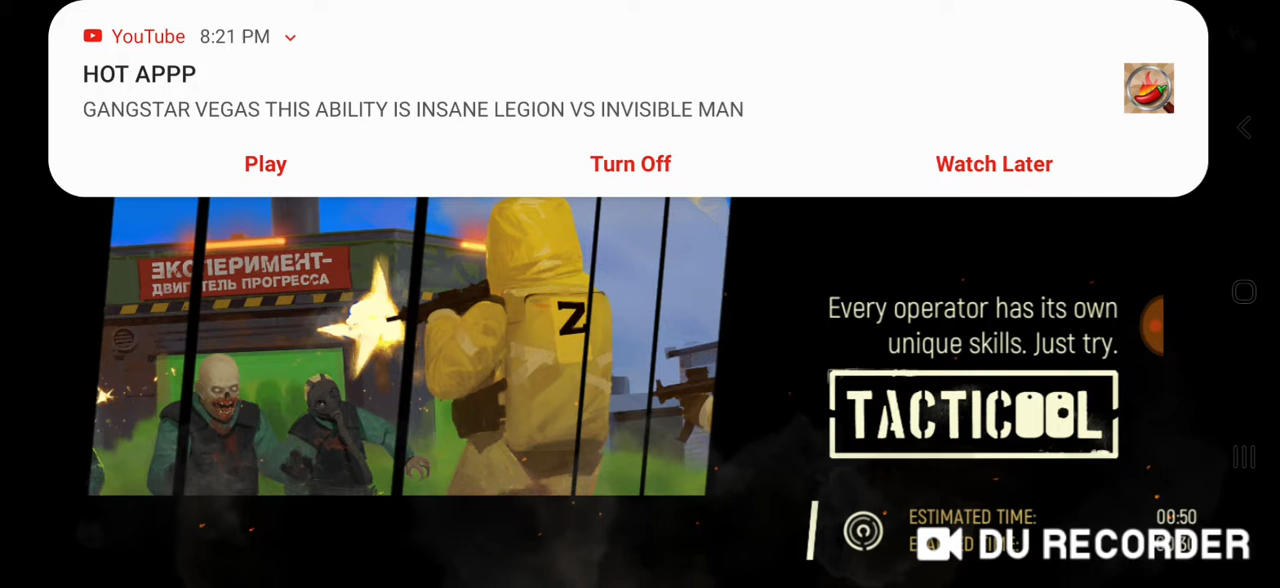 YouTube 8:21 PM
HOT APPP
GANGSTAR VEGAS THIS ABILITY IS INSANE LEGION VS INVISIBLE MAN
Play Turn Off Watch Later
ЭКСПЕРИМЕНТ-
ДВИГАТЕЛЬ ПРОГРЕССА
Z
Every operator has its own
unique skills. Just try.
TACTICOOL
ESTIMATED TIME: 00:50
DU RECORDER